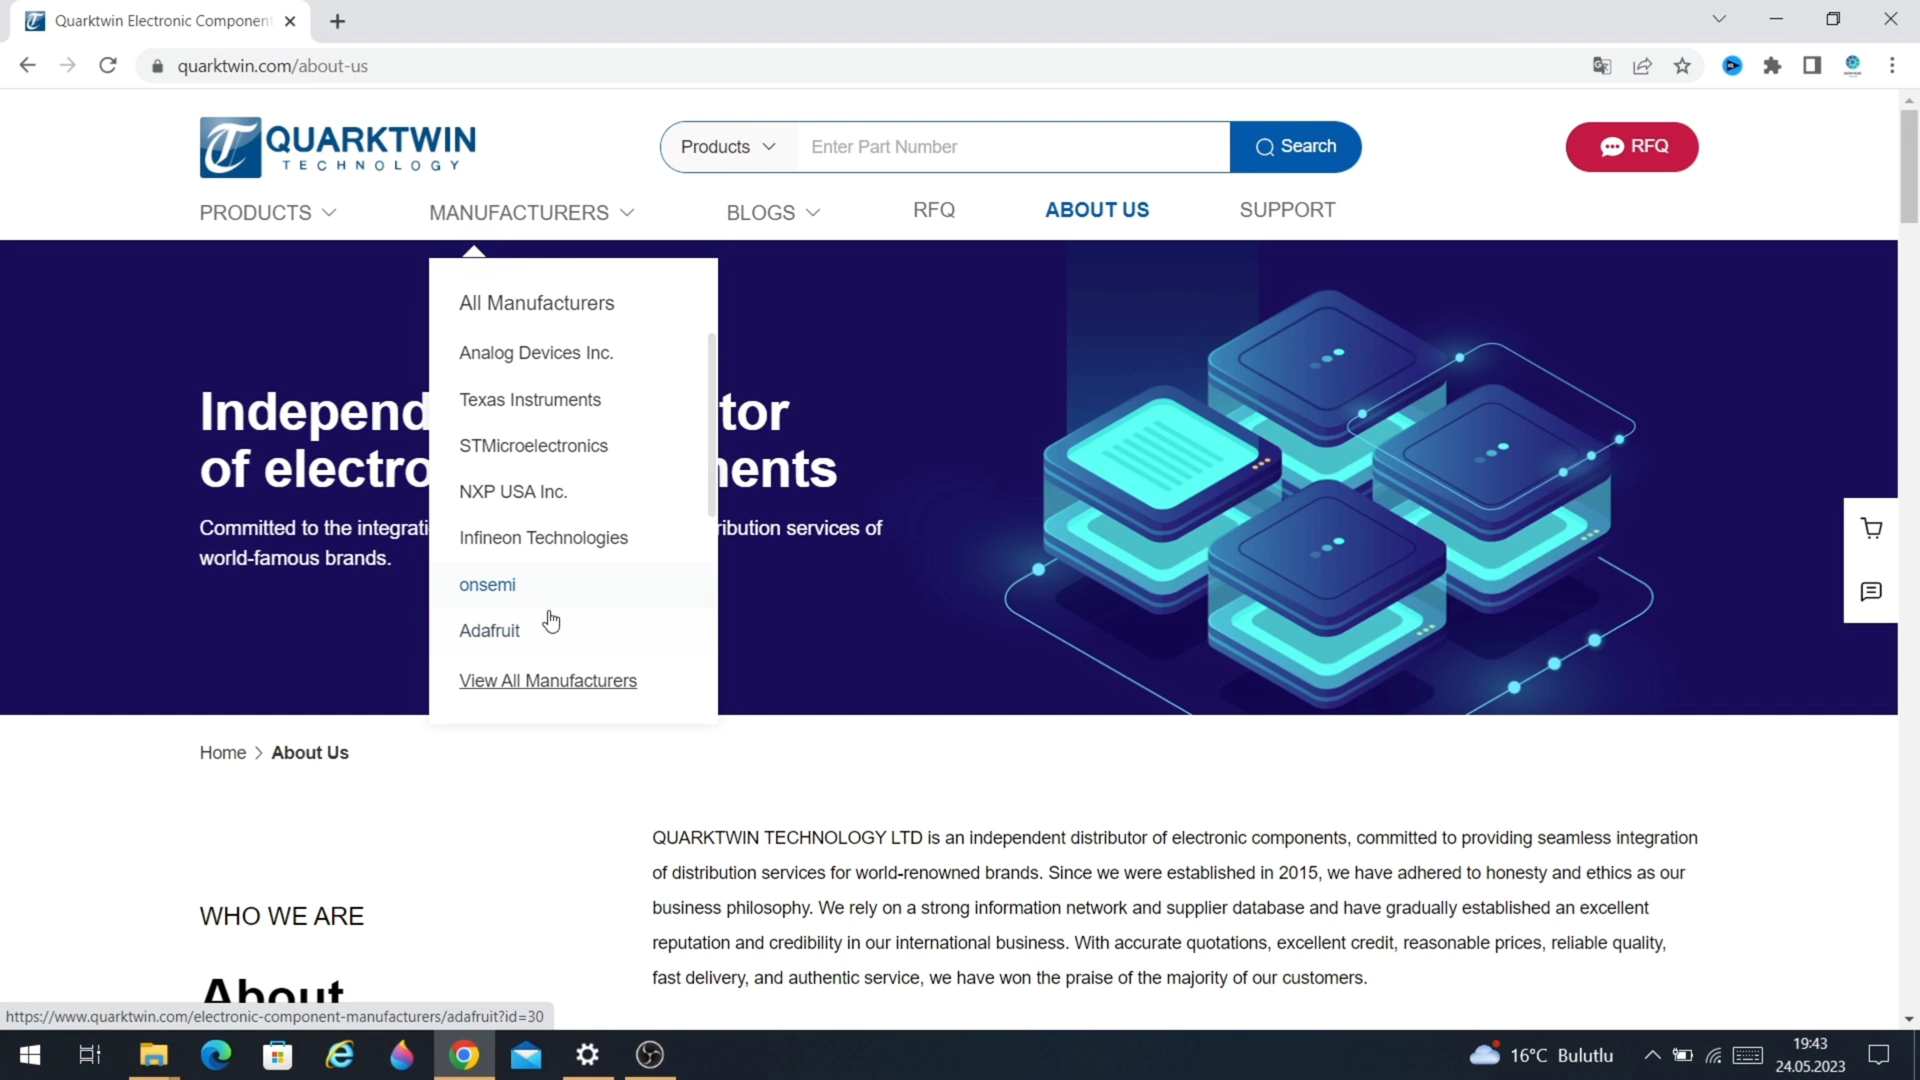 Quarktwin Electronic Component
quarktwin.com/about-us
QUARKTWIN
TECHNOLOGY
Products
Enter Part Number
Search
RFQ
PRODUCTS
MANUFACTURERS
BLOGS
RFQ
ABOUT US
SUPPORT
All Manufacturers
Analog Devices Inc.
Texas Instruments
STMicroelectronics
NXP USA Inc.
Infineon Technologies
onsemi
Adafruit
View All Manufacturers
Independ tor
of electro ents
Committed to the integrati ribution services of
world-famous brands.
Home > About Us
QUARKTWIN TECHNOLOGY LTD is an independent distributor of electronic components, committed to providing seamless integration
of distribution services for world-renowned brands. Since we were established in 2015, we have adhered to honesty and ethics as our
business philosophy. We rely on a strong information network and supplier database and have gradually established an excellent
reputation and credibility in our international business. With accurate quotations, excellent credit, reasonable prices, reliable quality,
fast delivery, and authentic service, we have won the praise of the majority of our customers.
WHO WE ARE
About
https://www.quarktwin.com/electronic-component-manufacturers/adafruit?id=30
16°C Bulutlu
19:43
24.05.2023